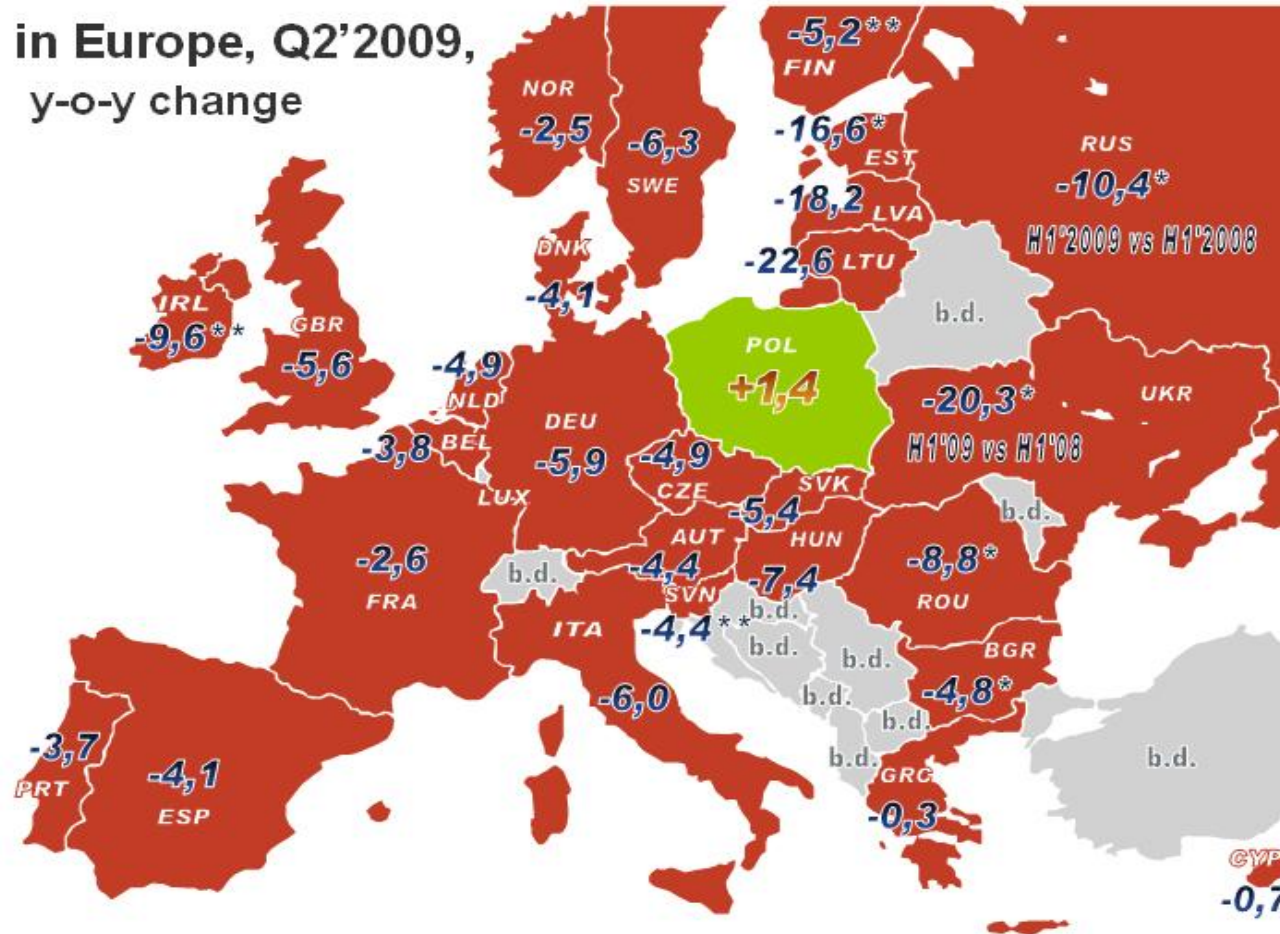 in Europe, Q2'2009,
y-o-y change
-5,2**
FIN
NOR
-2,5
-6,3
SWE
-16,6*
EST
RUS
-10,4*
H1'2009 vs H1'2008
-18,2
LVA
DNK
-4,1
-22,6
LTU
b.d.
IRL
-9,6**
GBR
-5,6
POL
+1,4
-4,9
NLD
UKR
-20,3*
H1'09 vs H1'08
DEU
-5,9
-3,8
BEL
-4,9
CZE
LUX
SVK
-5,4
b.d.
AUT
-4,4
HUN
-7,4
-2,6
FRA
b.d.
-8,8*
ROU
SVN
-4,4**
b.d.
ITA
b.d.
b.d.
BGR
-4,8*
-6,0
b.d.
b.d.
-3,7
PRT
-4,1
ESP
b.d.
b.d.
GRC
-0,3
CYP
-0,7